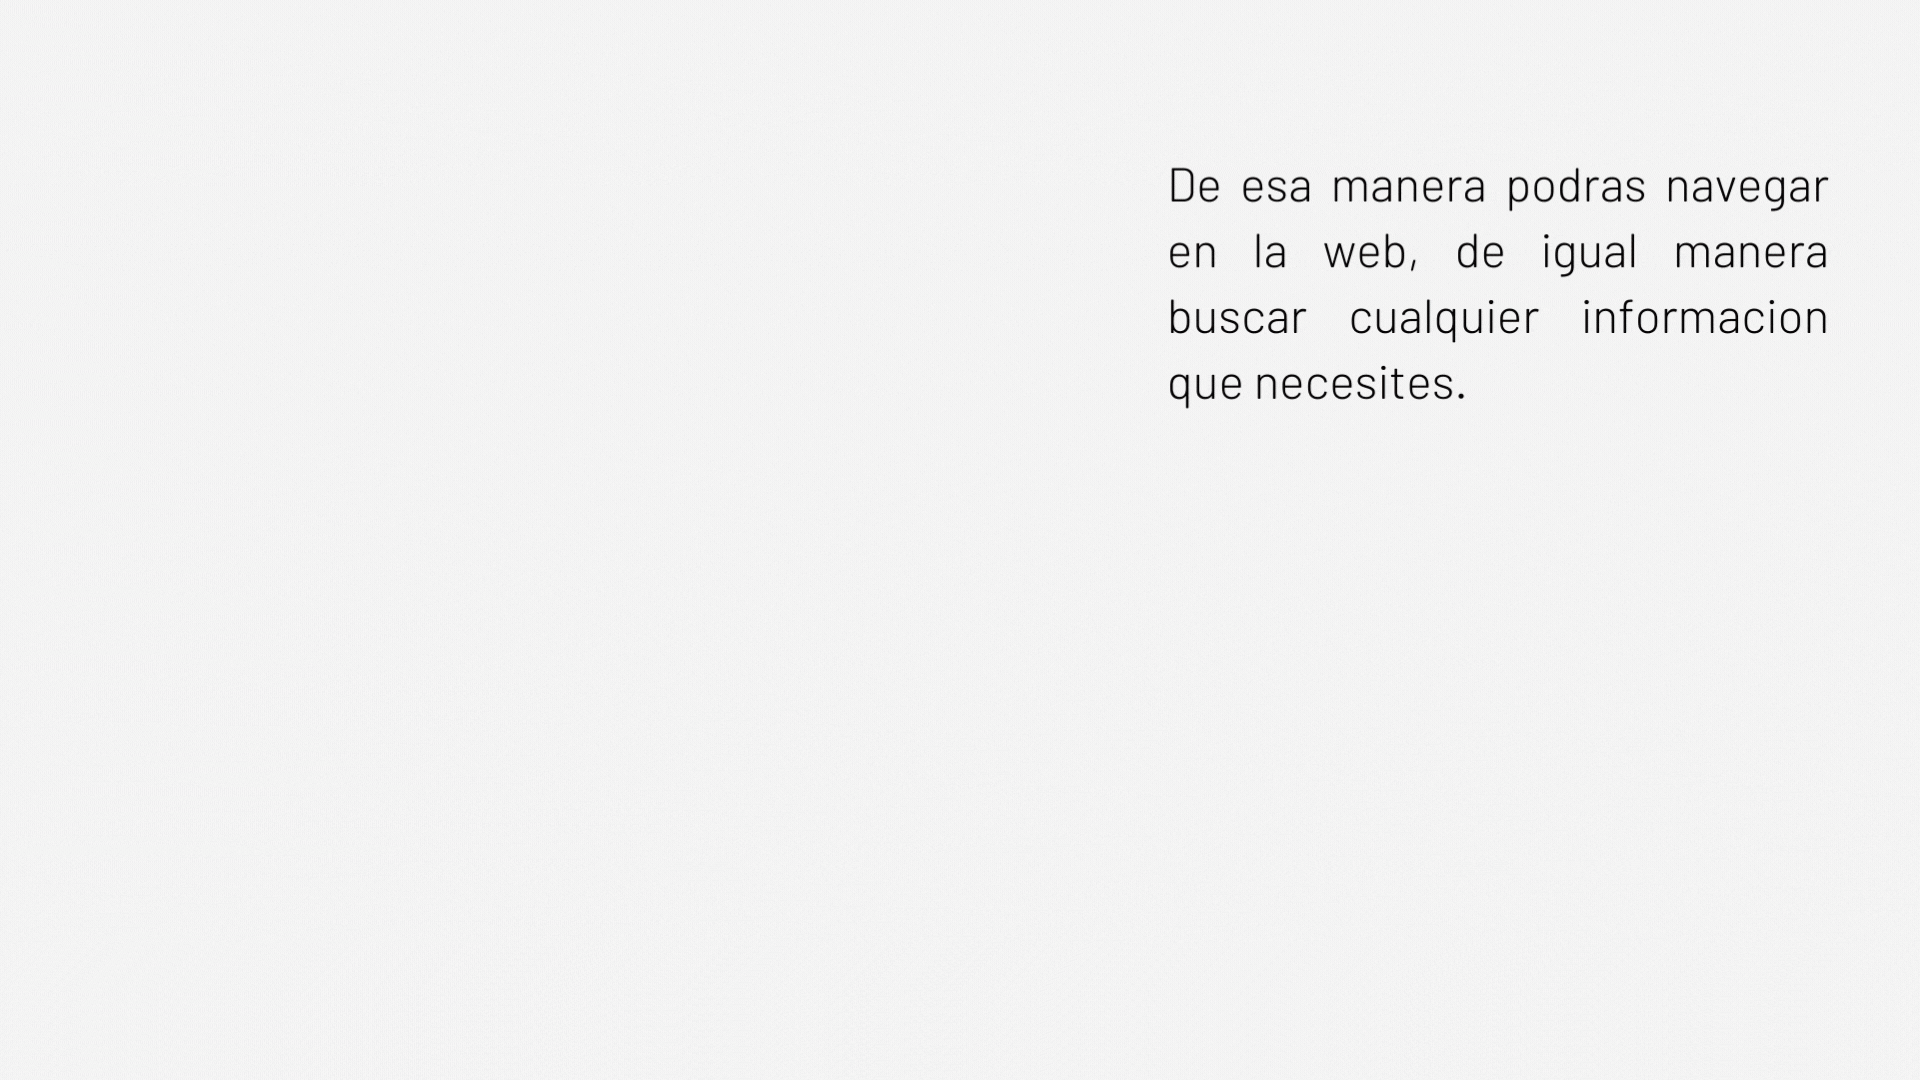 De esa manera podras navegar
en la web, de igual manera
buscar cualquier informacion
que necesites.